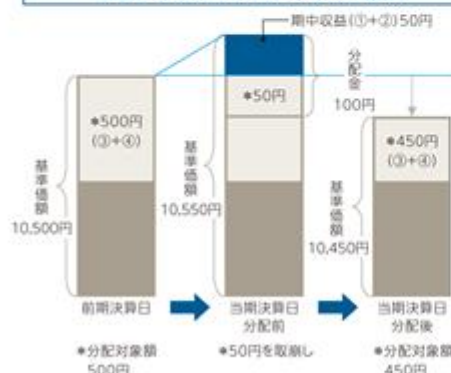 期中収益(①+②)50円
*50円
分配金
100円
*500円
(③+④)
*450円
(③+④)
基準価額
10,500円
基準価額
10,550円
基準価額
10,450円
前期決算日
当期決算日
分配前
当期決算日
分配後
*分配対象額
500円
*50円を取崩し
*分配対象額
450円